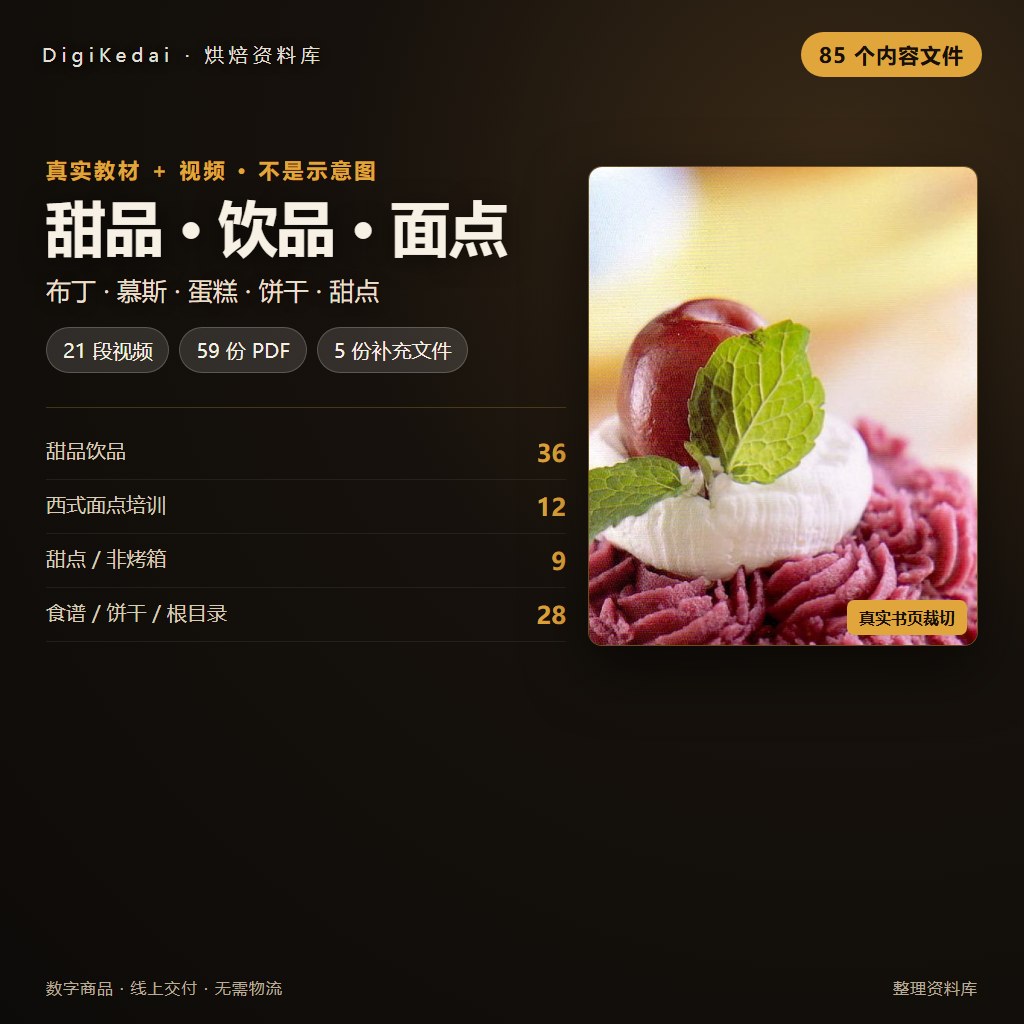 DigiKedai · 烘焙资料库
85 个内容文件
真实教材 + 视频 · 不是示意图
甜品 · 饮品 · 面点
布丁 · 慕斯 · 蛋糕 · 饼干 · 甜点
21 段视频
59 份 PDF
5 份补充文件
甜品饮品 36
西式面点培训 12
甜点 / 非烤箱 9
食谱 / 饼干 / 根目录 28
真实书页裁切
数字商品 · 线上交付 · 无需物流
整理资料库